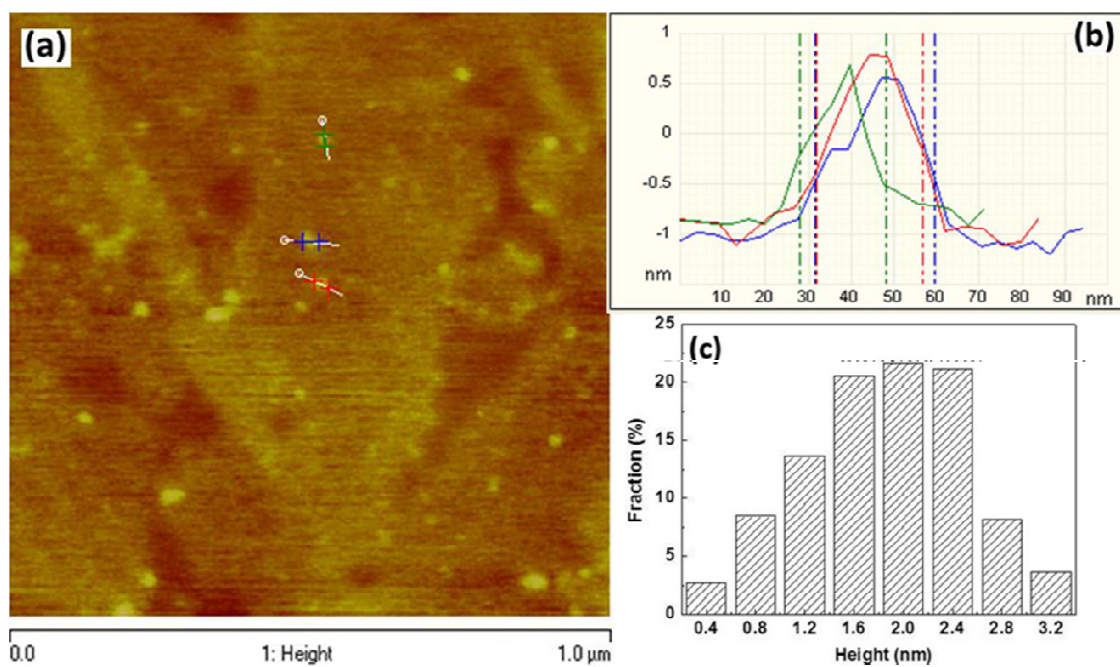 (a)
0.0 1: Height 1.0 µm
(b)
1
0.5
0
-0.5
-1
nm 10 20 30 40 50 60 70 80 90 nm
(c)
25
20
15
10
5
0
Fraction (%)
0.4 0.8 1.2 1.6 2.0 2.4 2.8 3.2
Height (nm)